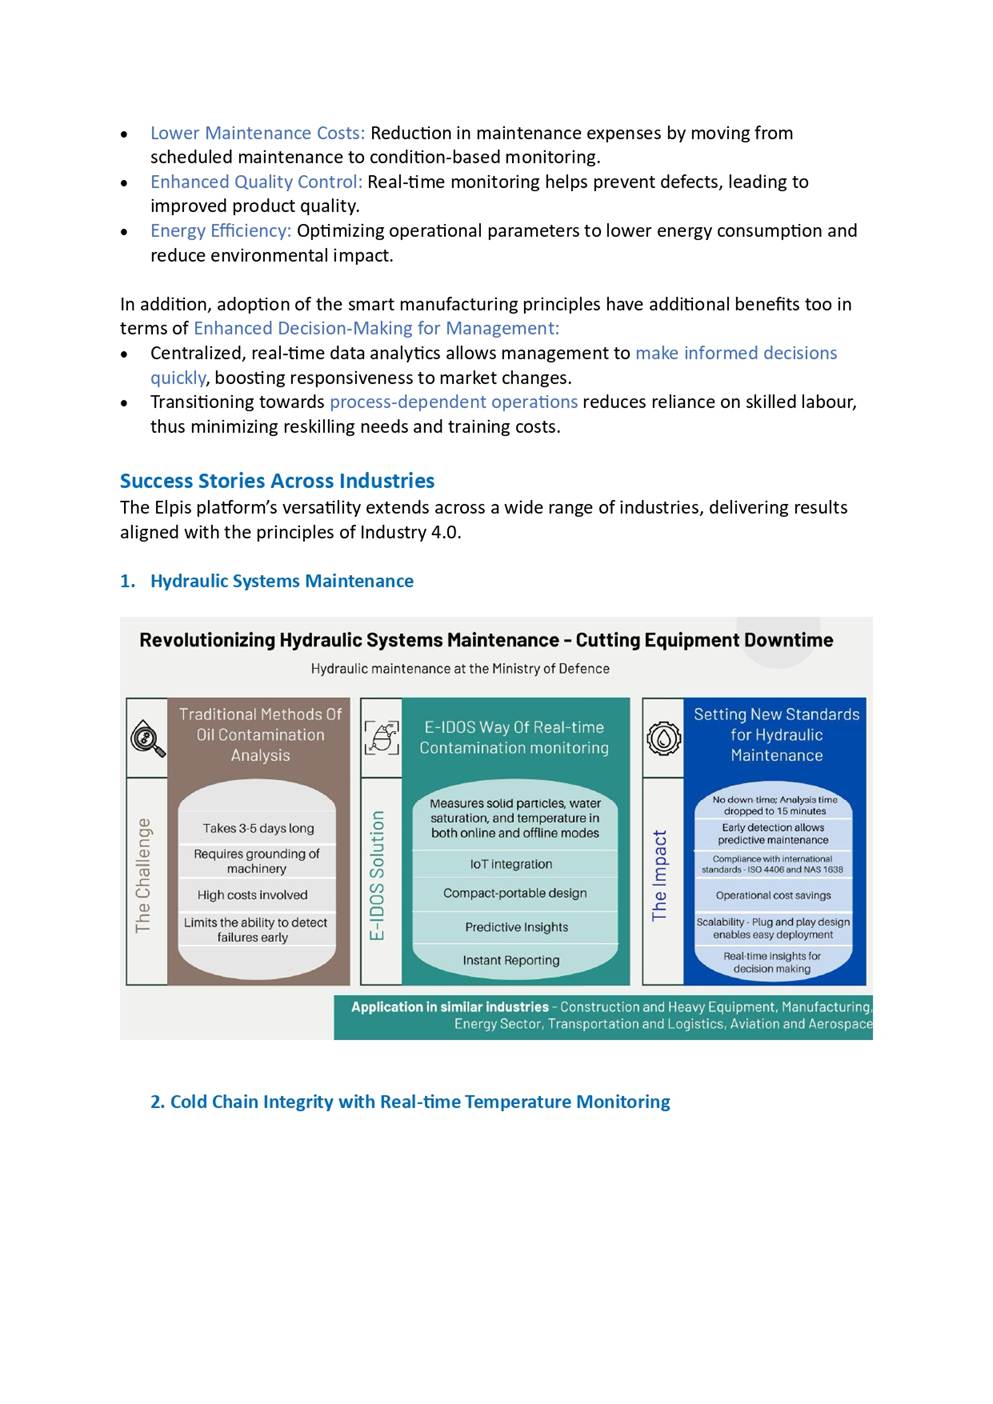 • Lower Maintenance Costs: Reduction in maintenance expenses by moving from
scheduled maintenance to condition-based monitoring.
• Enhanced Quality Control: Real-time monitoring helps prevent defects, leading to
improved product quality.
• Energy Efficiency: Optimizing operational parameters to lower energy consumption and
reduce environmental impact.
In addition, adoption of the smart manufacturing principles have additional benefits too in
terms of Enhanced Decision-Making for Management:
• Centralized, real-time data analytics allows management to make informed decisions
quickly, boosting responsiveness to market changes.
• Transitioning towards process-dependent operations reduces reliance on skilled labour,
thus minimizing reskilling needs and training costs.
Success Stories Across Industries
The Elpis platform’s versatility extends across a wide range of industries, delivering results
aligned with the principles of Industry 4.0.
1. Hydraulic Systems Maintenance
Revolutionizing Hydraulic Systems Maintenance - Cutting Equipment Downtime
Hydraulic maintenance at the Ministry of Defence
Traditional Methods Of
Oil Contamination
Analysis
The Challenge
Takes 3-5 days long
Requires grounding of
machinery
High costs involved
Limits the ability to detect
failures early
E-IDOS Way Of Real-time
Contamination monitoring
E-IDOS Solution
Measures solid particles, water
saturation, and temperature in
both online and offline modes
IoT integration
Compact-portable design
Predictive Insights
Instant Reporting
Setting New Standards
for Hydraulic
Maintenance
The Impact
No down time; Analysis time
dropped to 15 minutes
Early detection allows
predictive maintenance
Compliance with international
standards - ISO 4406 and NAS 1638
Operational cost savings
Scalability - Plug and play design
enables easy deployment
Real-time insights for
decision making
Application in similar industries - Construction and Heavy Equipment, Manufacturing,
Energy Sector, Transportation and Logistics, Aviation and Aerospace
2. Cold Chain Integrity with Real-time Temperature Monitoring